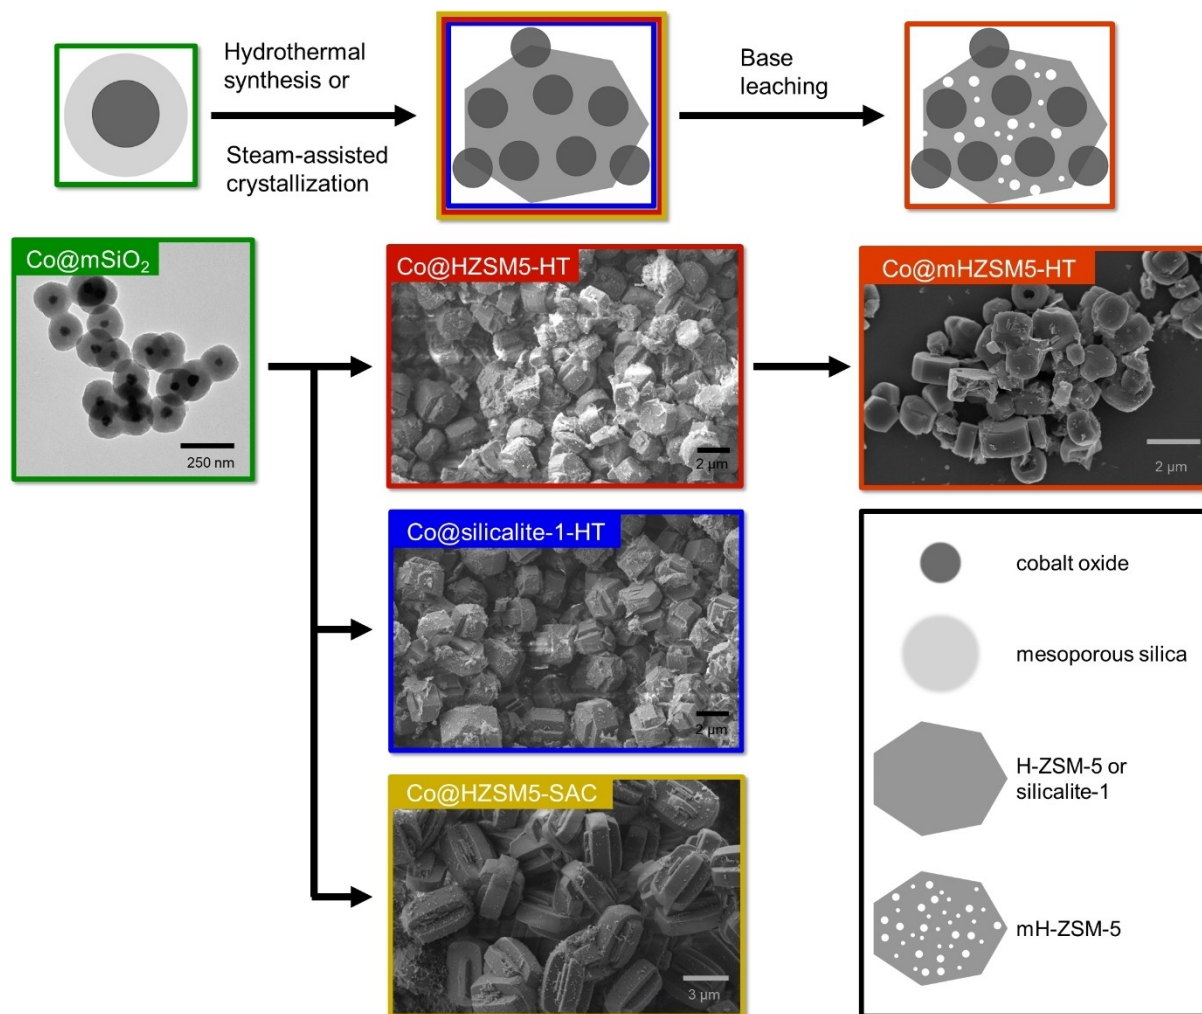 Hydrothermal
synthesis or
Steam-assisted
crystallization
Base
leaching
Co@mSiO₂
250 nm
Co@HZSM5-HT
2 µm
Co@mHZSM5-HT
2 µm
Co@silicalite-1-HT
2 µm
Co@HZSM5-SAC
3 µm
cobalt oxide
mesoporous silica
H-ZSM-5 or
silicalite-1
mH-ZSM-5